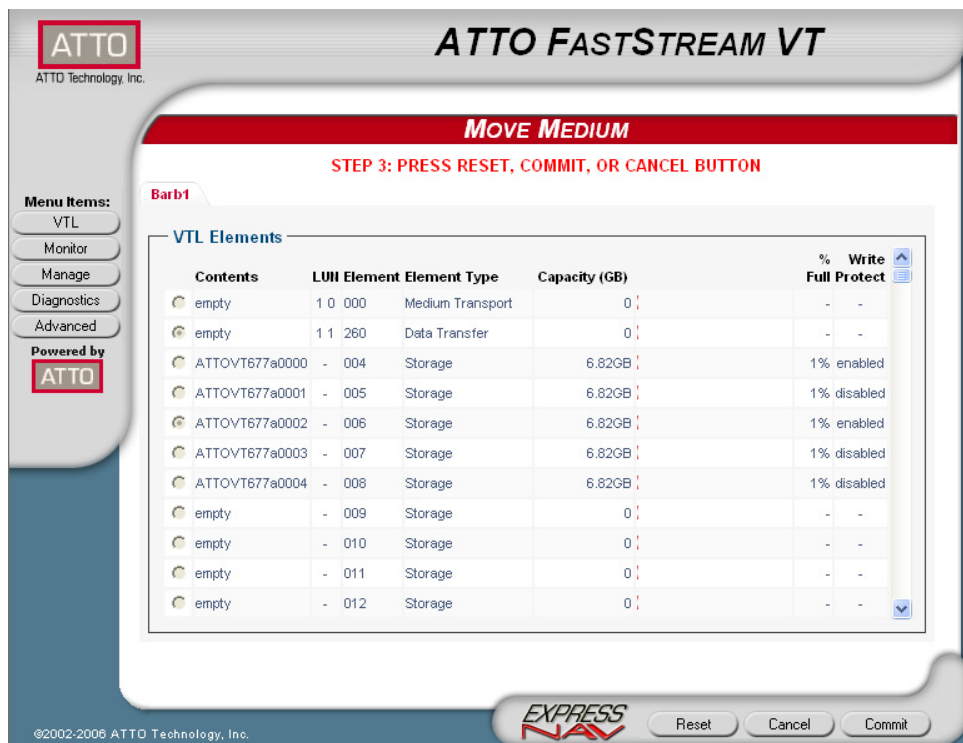 ATTO
ATTO Technology, Inc.
ATTO FASTSTREAM VT
MOVE MEDIUM
STEP 3: PRESS RESET, COMMIT, OR CANCEL BUTTON
Barb1
Menu Items:
VTL
Monitor
Manage
Diagnostics
Advanced
Powered by
ATTO
VTL Elements
Contents LUN Element Element Type Capacity (GB) % Full Write Protect
empty 1 0 000 Medium Transport 0 - -
empty 1 1 260 Data Transfer 0 - -
ATTOVT677a0000 - 004 Storage 6.82GB 1% enabled
ATTOVT677a0001 - 005 Storage 6.82GB 1% disabled
ATTOVT677a0002 - 006 Storage 6.82GB 1% enabled
ATTOVT677a0003 - 007 Storage 6.82GB 1% disabled
ATTOVT677a0004 - 008 Storage 6.82GB 1% disabled
empty - 009 Storage 0 - -
empty - 010 Storage 0 - -
empty - 011 Storage 0 - -
empty - 012 Storage 0 - -
©2002-2006 ATTO Technology, Inc.
EXPRESS NAV
Reset
Cancel
Commit